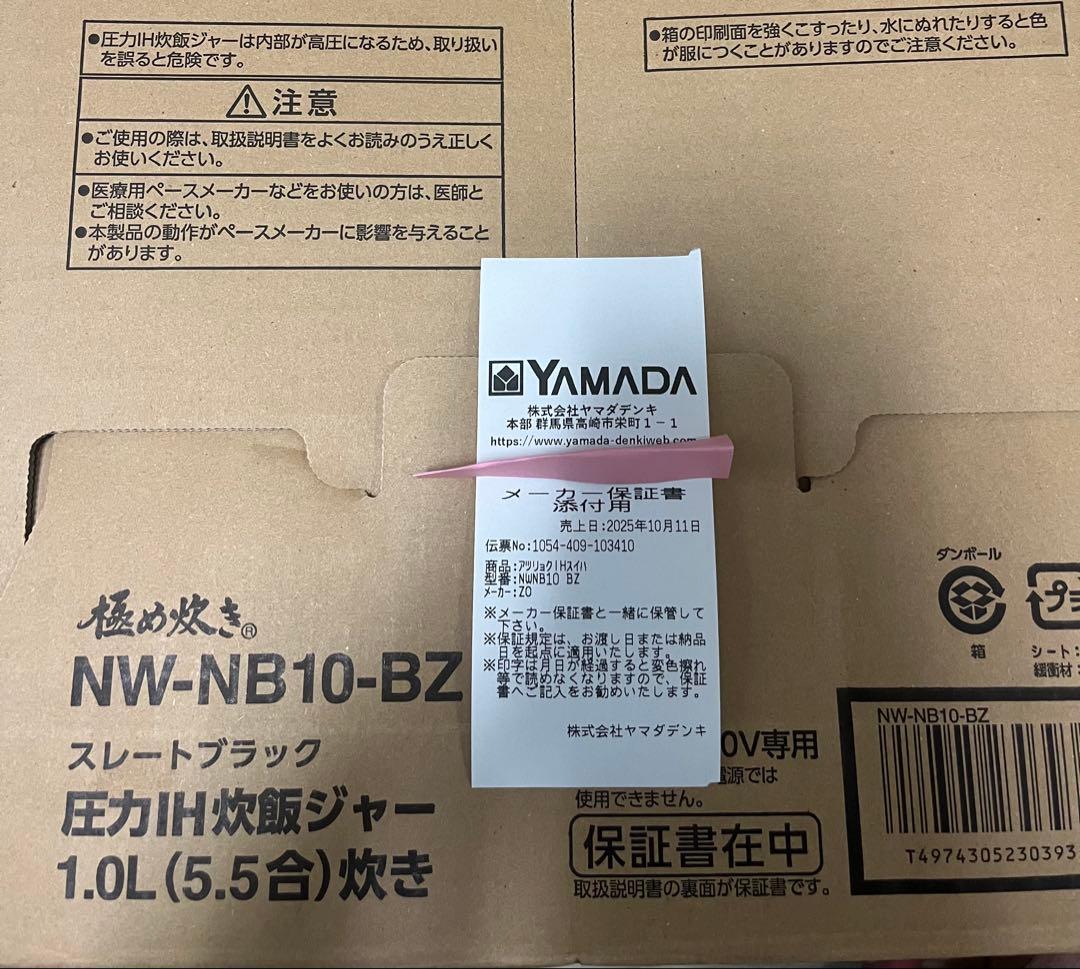 ●圧力IH炊飯ジャーは内部が高圧になるため、取り扱い
を誤ると危険です。
⚠注意
●ご使用の際は、取扱説明書をよくお読みのうえ正しく
お使いください。
●医療用ペースメーカーなどをお使いの方は、医師と
ご相談ください。
●本製品の動作がペースメーカーに影響を与えること
があります。
●箱の印刷面を強くこすったり、水にぬれたりすると色
が服につくことがありますのでご注意ください。
YAMADA
株式会社ヤマダデンキ
本部 群馬県高崎市栄町1-1
https://www.yamada-denkiweb.com
メーカー保証書
添付用
売上日:2025年10月11日
伝票No:1054-409-103410
商品:アツリョクIHスイハ
型番:NWNB10 BZ
メーカー:ZO
※メーカー保証書と一緒に保管して
下さい。
※保証規定は、お渡し日または納品
日を起点に適用いたします。
※印字は月日が経過すると変色擦れ
等で読めなくなりますので、保証
書へご記入をお勧めいたします。
株式会社ヤマダデンキ
極め炊き®
NW-NB10-BZ
スレートブラック
圧力IH炊飯ジャー
1.0L(5.5合)炊き
0V専用
電源では
使用できません。
保証書在中
取扱説明書の裏面が保証書です。
ダンボール
箱
プラ
シート:
緩衝材:
NW-NB10-BZ
T4974305230393